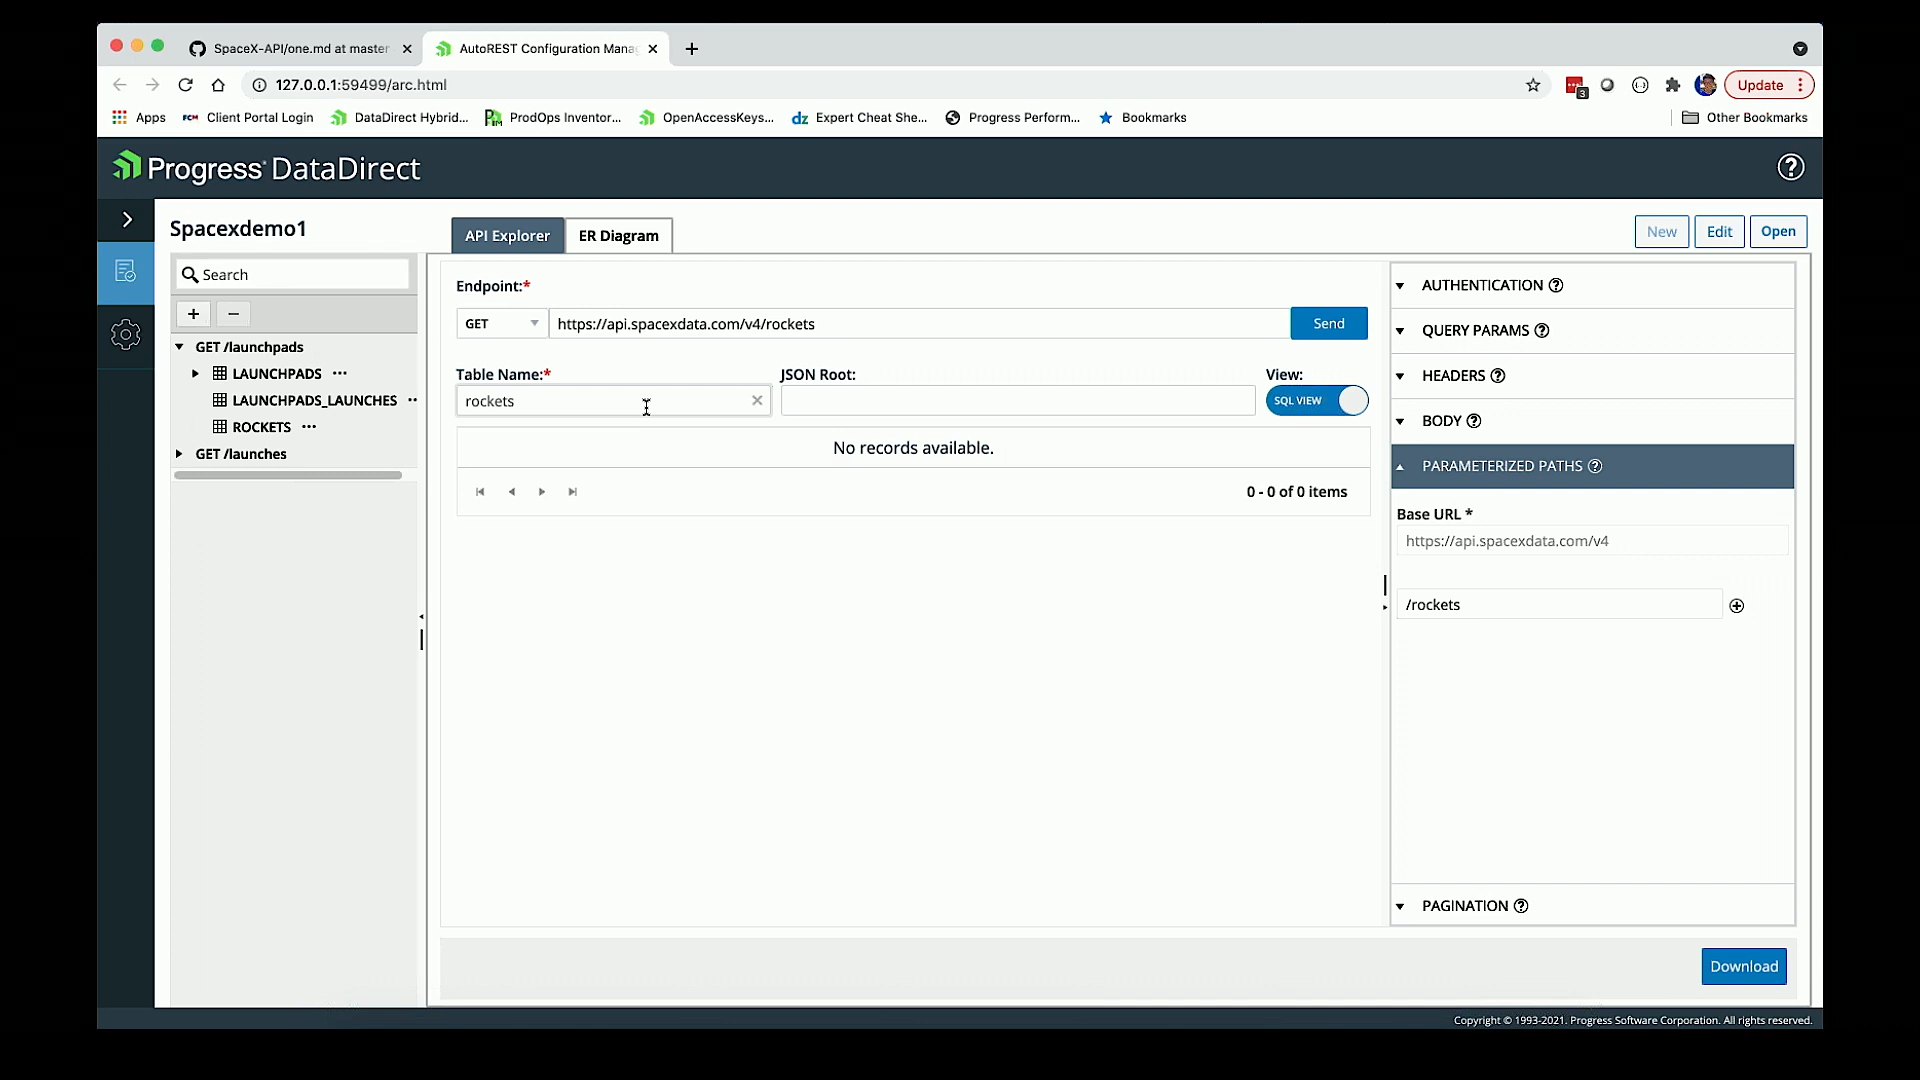 SpaceX-API/one.md at master
AutoREST Configuration Mana
127.0.0.1:59499/arc.html
3
Update
Apps
FCM Client Portal Login
DataDirect Hybrid...
ProdOps Inventor...
OpenAccessKeys...
dz Expert Cheat She...
Progress Perform...
Bookmarks
Other Bookmarks
Progress DataDirect
Spacexdemo1
API Explorer
ER Diagram
New
Edit
Open
Search
GET /launchpads
LAUNCHPADS ...
LAUNCHPADS_LAUNCHES ..
ROCKETS ...
GET /launches
Endpoint:*
GET
https://api.spacexdata.com/v4/rockets
Send
Table Name:*
JSON Root:
View:
rockets
SQL VIEW
No records available.
0 - 0 of 0 items
AUTHENTICATION
QUERY PARAMS
HEADERS
BODY
PARAMETERIZED PATHS
Base URL *
https://api.spacexdata.com/v4
/rockets
PAGINATION
Download
Copyright © 1993-2021. Progress Software Corporation. All rights reserved.